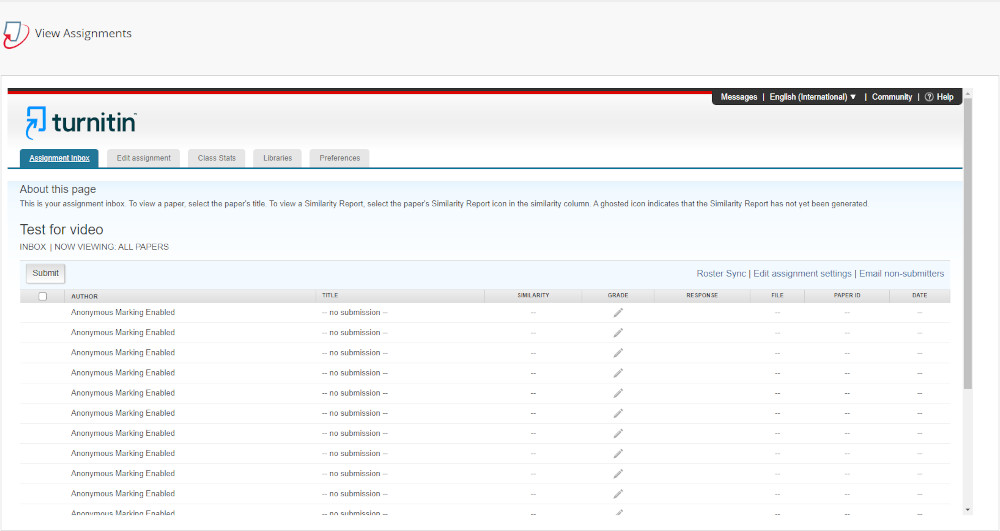 View Assignments
Messages | English (International) ▼ | Community | ? Help
turnitin
Assignment Inbox Edit assignment Class Stats Libraries Preferences
About this page
This is your assignment inbox. To view a paper, select the paper's title. To view a Similarity Report, select the paper's Similarity Report icon in the similarity column. A ghosted icon indicates that the Similarity Report has not yet been generated.
Test for video
INBOX | NOW VIEWING: ALL PAPERS
Submit Roster Sync | Edit assignment settings | Email non-submitters
AUTHOR TITLE SIMILARITY GRADE RESPONSE FILE PAPER ID DATE
Anonymous Marking Enabled -- no submission -- -- -- -- --
Anonymous Marking Enabled -- no submission -- -- -- -- --
Anonymous Marking Enabled -- no submission -- -- -- -- --
Anonymous Marking Enabled -- no submission -- -- -- -- --
Anonymous Marking Enabled -- no submission -- -- -- -- --
Anonymous Marking Enabled -- no submission -- -- -- -- --
Anonymous Marking Enabled -- no submission -- -- -- -- --
Anonymous Marking Enabled -- no submission -- -- -- -- --
Anonymous Marking Enabled -- no submission -- -- -- -- --
Anonymous Marking Enabled -- no submission -- -- -- -- --
Anonymous Marking Enabled -- no submission -- -- -- -- --